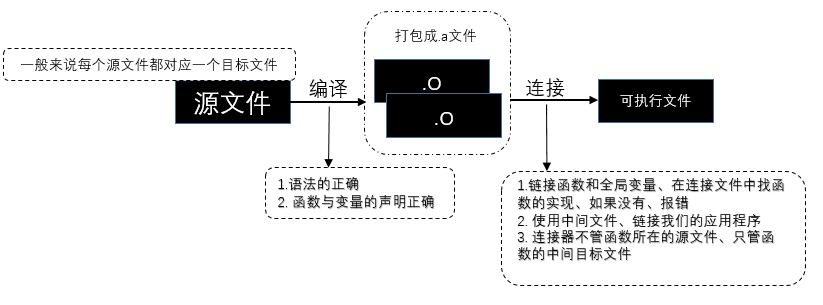 打包成.a文件
一般来说每个源文件都对应一个目标文件
源文件
编译
.O
.O
连接
可执行文件
1.语法的正确
2. 函数与变量的声明正确
1.链接函数和全局变量、在连接文件中找函
数的实现、如果没有、报错
2. 使用中间文件、链接我们的应用程序
3. 连接器不管函数所在的源文件、只管函
数的中间目标文件